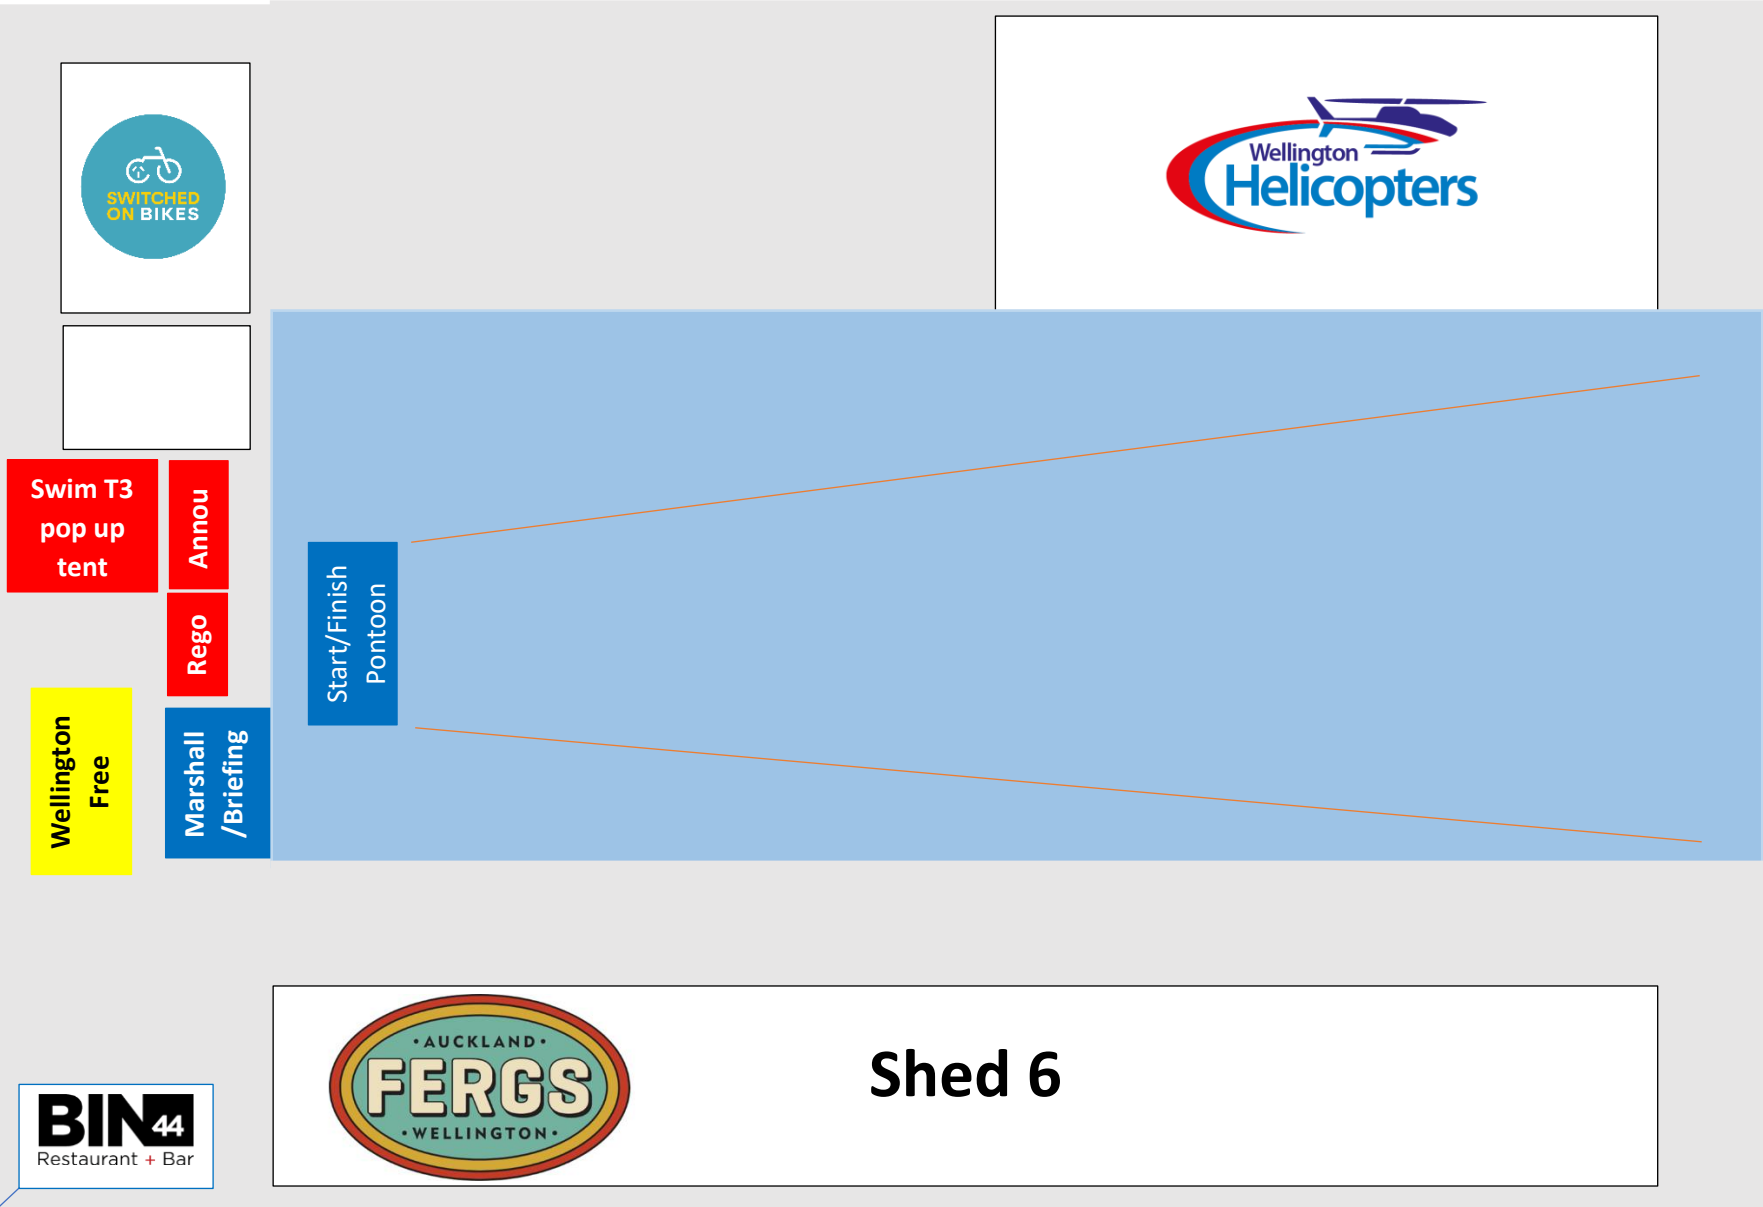 SWITCHED
ON BIKES
Wellington
Helicopters
Swim T3
pop up
tent
Annou
Rego
Start/Finish
Pontoon
Wellington
Free
Marshall
/Briefing
• AUCKLAND •
FERGS
• WELLINGTON •
Shed 6
BIN44
Restaurant + Bar